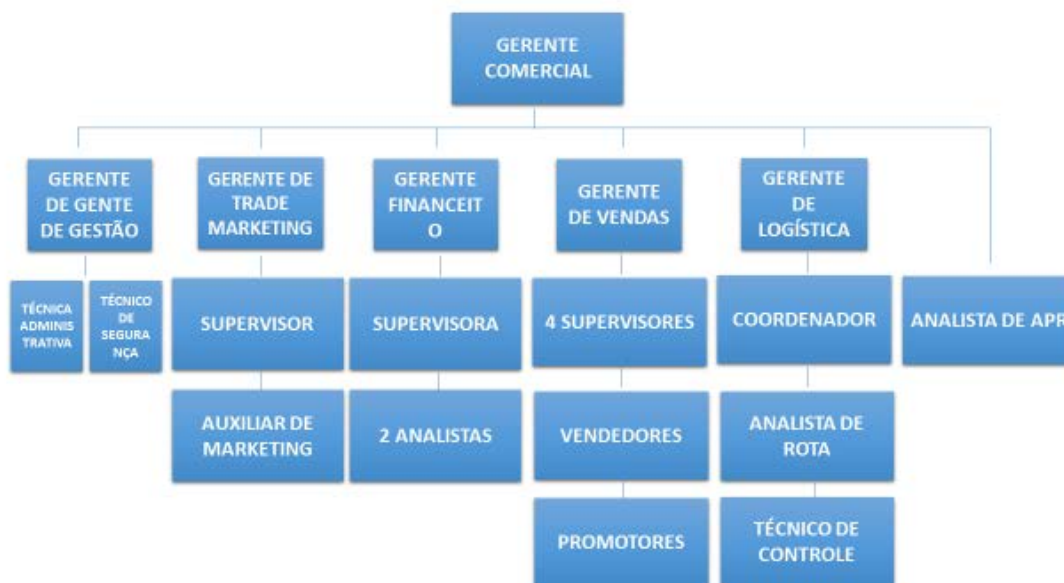 GERENTE
COMERCIAL
GERENTE
DE GENTE
DE GESTÃO
GERENTE DE
TRADE
MARKETING
GERENTE
FINANCEIT
O
GERENTE
DE VENDAS
GERENTE
DE
LOGÍSTICA
TÉCNICA
ADMINIS
TRATIVA
TÉCNICO
DE
SEGURA
NÇA
SUPERVISOR
SUPERVISORA
4 SUPERVISORES
COORDENADOR
ANALISTA DE APR
AUXILIAR DE
MARKETING
2 ANALISTAS
VENDEDORES
ANALISTA DE
ROTA
PROMOTORES
TÉCNICO DE
CONTROLE